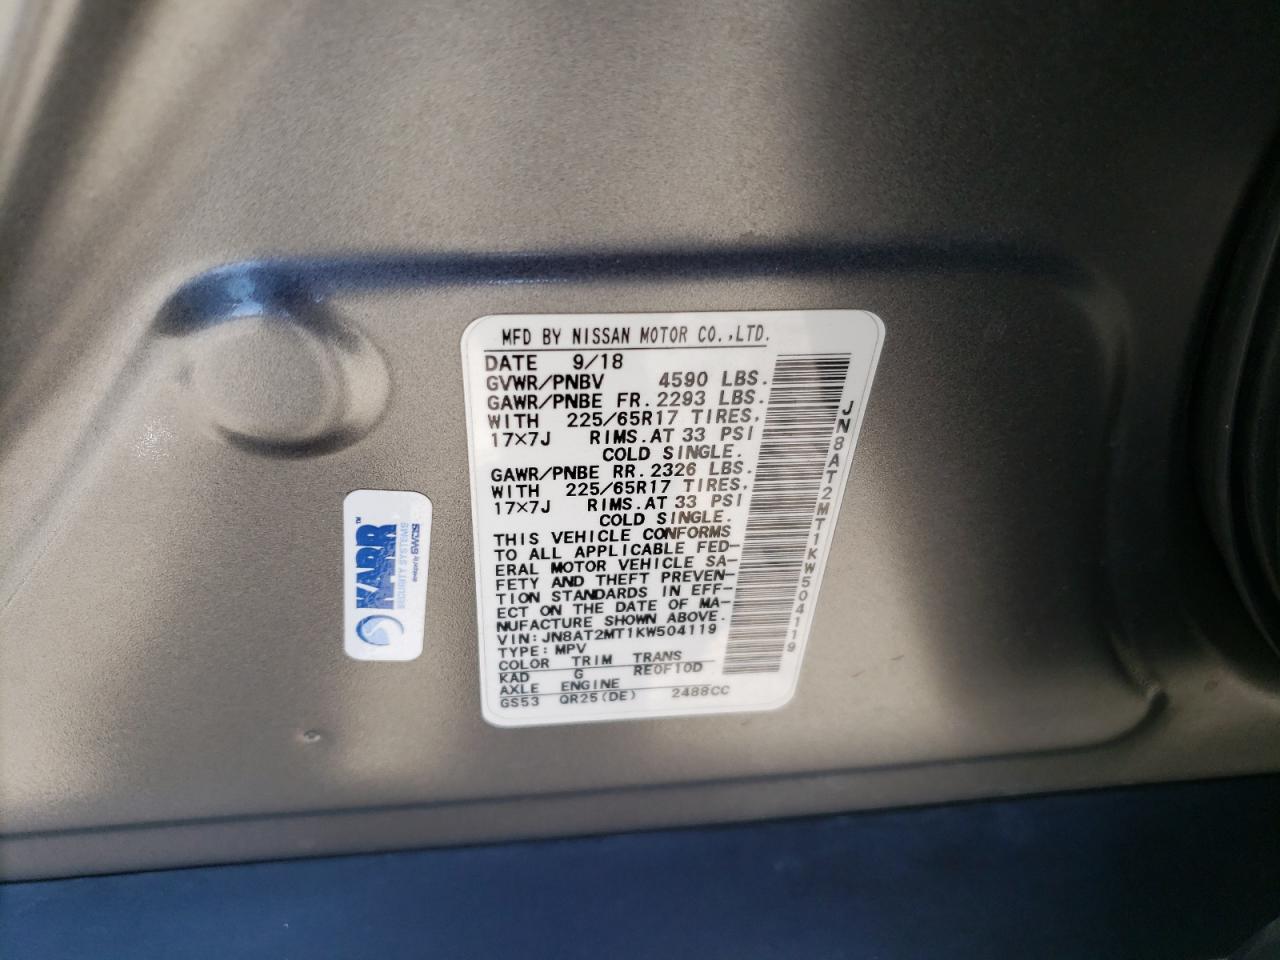 MFD BY NISSAN MOTOR CO.,LTD.
DATE 9/18
GVWR/PNBV 4590 LBS.
GAWR/PNBE FR. 2293 LBS.
WITH 225/65R17 TIRES.
17×7J RIMS.AT 33 PSI
COLD SINGLE.
GAWR/PNBE RR. 2326 LBS.
WITH 225/65R17 TIRES.
17×7J RIMS.AT 33 PSI
COLD SINGLE.
THIS VEHICLE CONFORMS
TO ALL APPLICABLE FED-
ERAL MOTOR VEHICLE SA-
FETY AND THEFT PREVEN-
TION STANDARDS IN EFF-
ECT ON THE DATE OF MA-
NUFACTURE SHOWN ABOVE.
VIN:JN8AT2MT1KW504119
TYPE:MPV
COLOR TRIM TRANS
KAD G RE0F10D
AXLE ENGINE
GS53 QR25(DE) 2488CC
JN8AT2MT1KW504119
KARR
SECURITY SYSTEMS